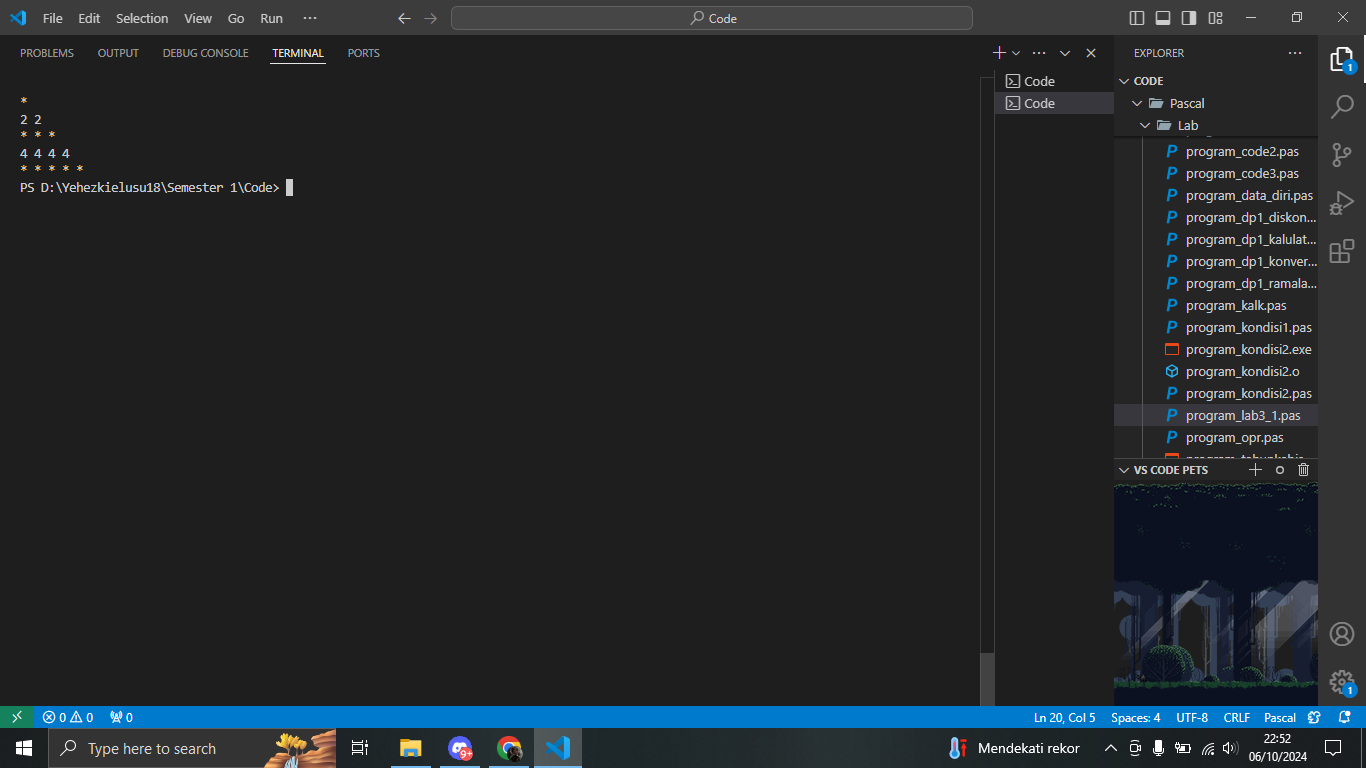 File Edit Selection View Go Run ···
Code
PROBLEMS OUTPUT DEBUG CONSOLE TERMINAL PORTS
*
2 2
* * *
4 4 4 4
* * * * *
PS D:\Yehezkielusu18\Semester 1\Code>
Code
Code
EXPLORER
CODE
Pascal
Lab
program_code2.pas
program_code3.pas
program_data_diri.pas
program_dp1_diskon...
program_dp1_kalulat...
program_dp1_konver...
program_dp1_ramala...
program_kalk.pas
program_kondisi1.pas
program_kondisi2.exe
program_kondisi2.o
program_kondisi2.pas
program_lab3_1.pas
program_opr.pas
VS CODE PETS
1
1
0 0 0
Ln 20, Col 5 Spaces: 4 UTF-8 CRLF Pascal
Type here to search
9+
Mendekati rekor
22:52
06/10/2024